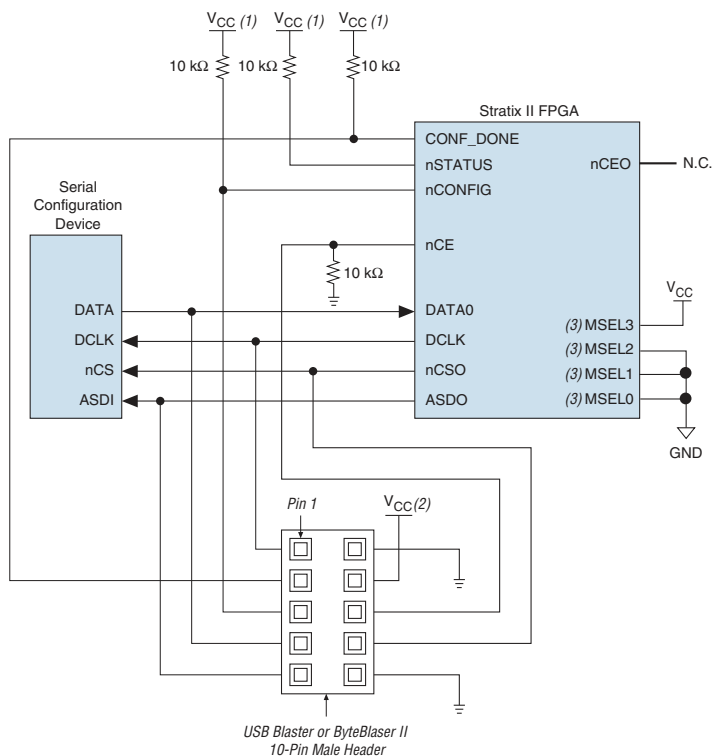 VCC (1) VCC (1) VCC (1)
10 kΩ 10 kΩ 10 kΩ
Stratix II FPGA
CONF_DONE
nSTATUS
nCONFIG
nCE
nCEO
N.C.
10 kΩ
Serial
Configuration
Device
DATA
DCLK
nCS
ASDI
DATA0
DCLK
nCSO
ASDO
VCC
(3) MSEL3
(3) MSEL2
(3) MSEL1
(3) MSEL0
GND
Pin 1
VCC (2)
USB Blaster or ByteBlaser II
10-Pin Male Header